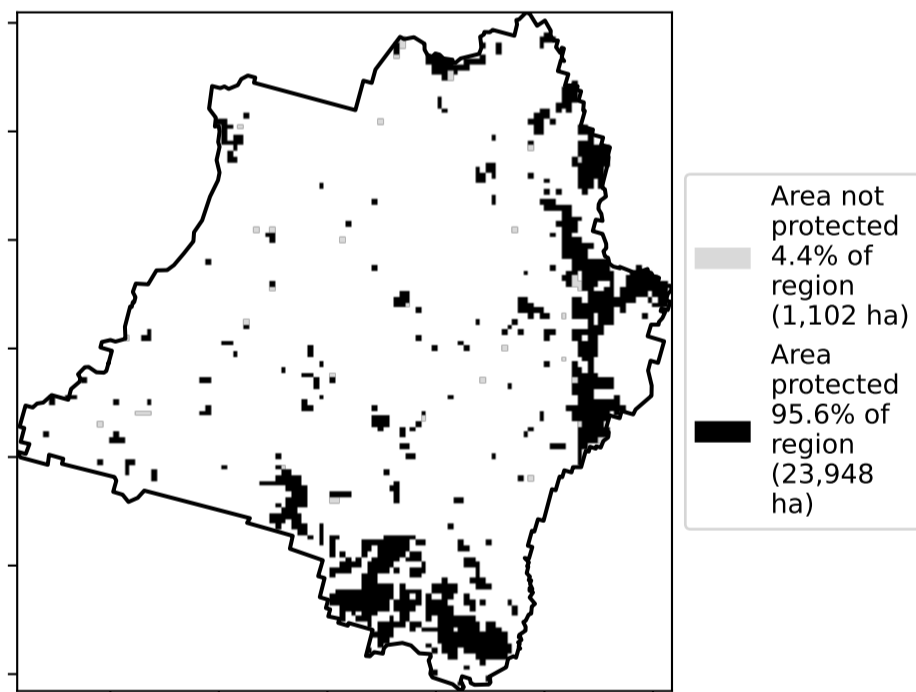 Area not
protected
4.4% of
region
(1,102 ha)
Area
protected
95.6% of
region
(23,948
ha)